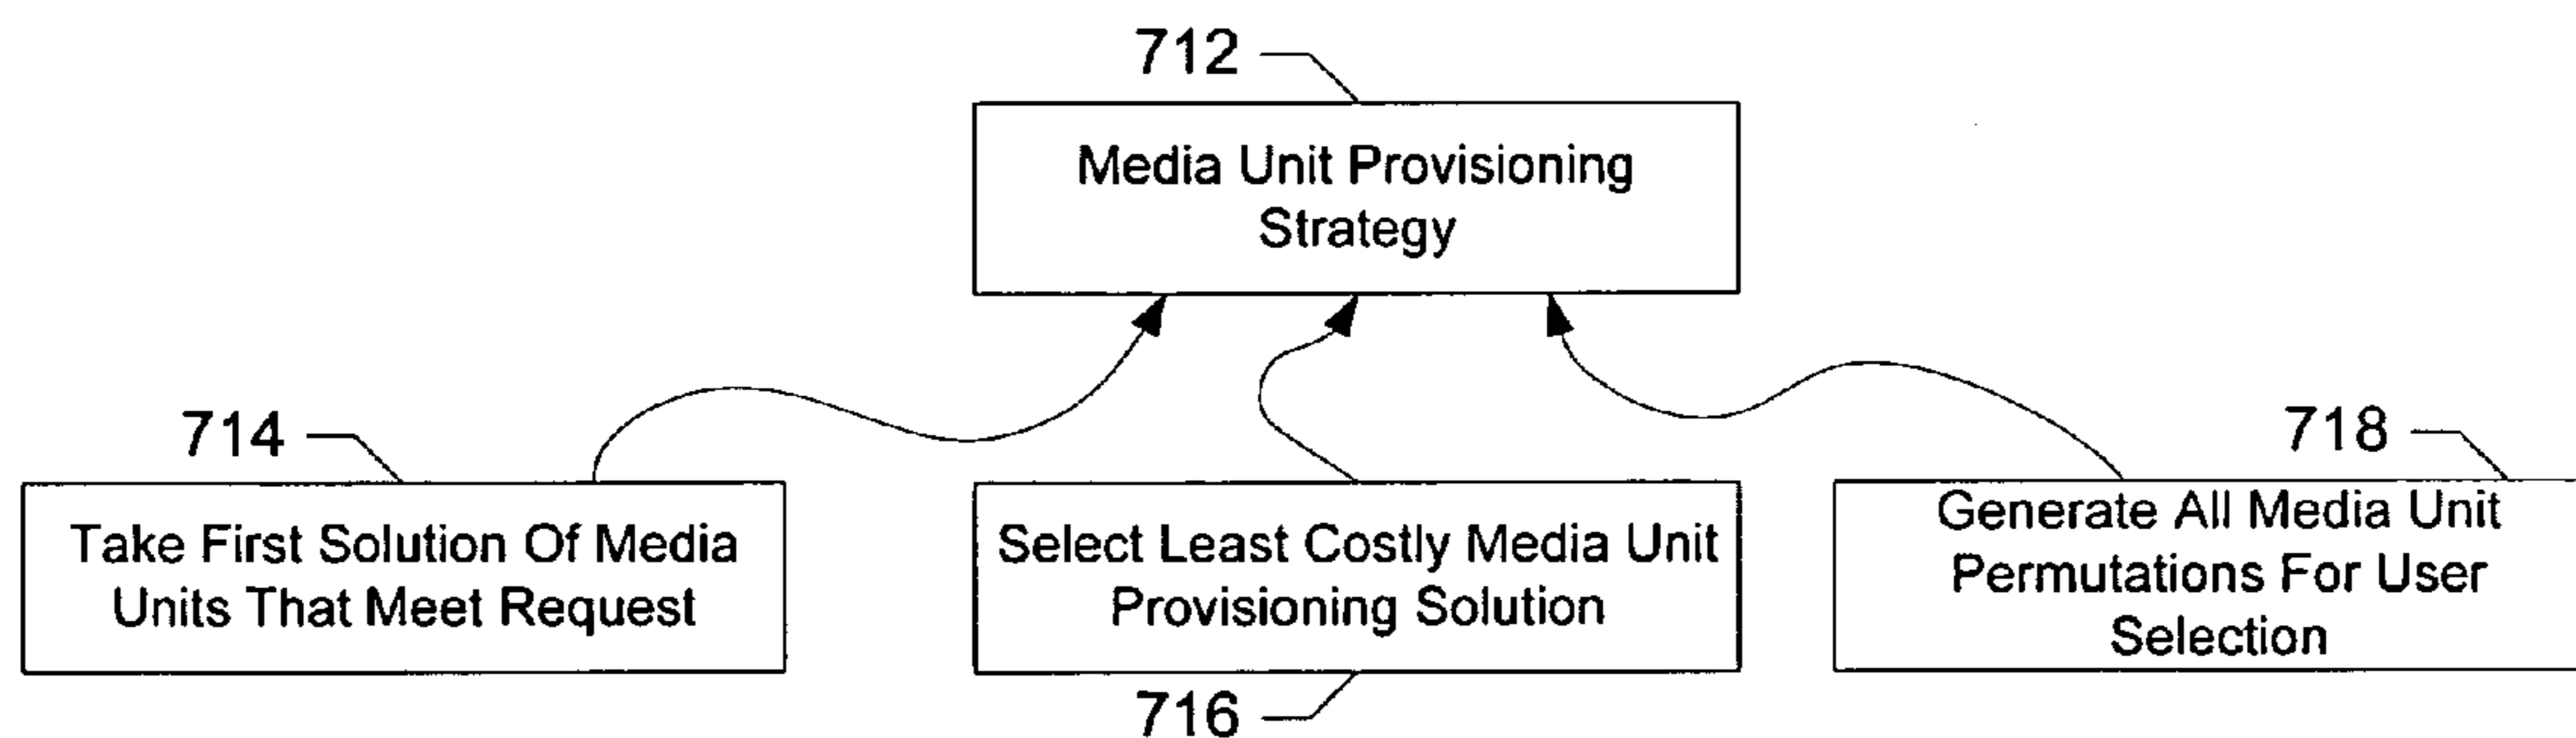 712
Media Unit Provisioning
Strategy
714
718
Take First Solution Of Media
Units That Meet Request
Select Least Costly Media Unit
Provisioning Solution
Generate All Media Unit
Permutations For User
Selection
716